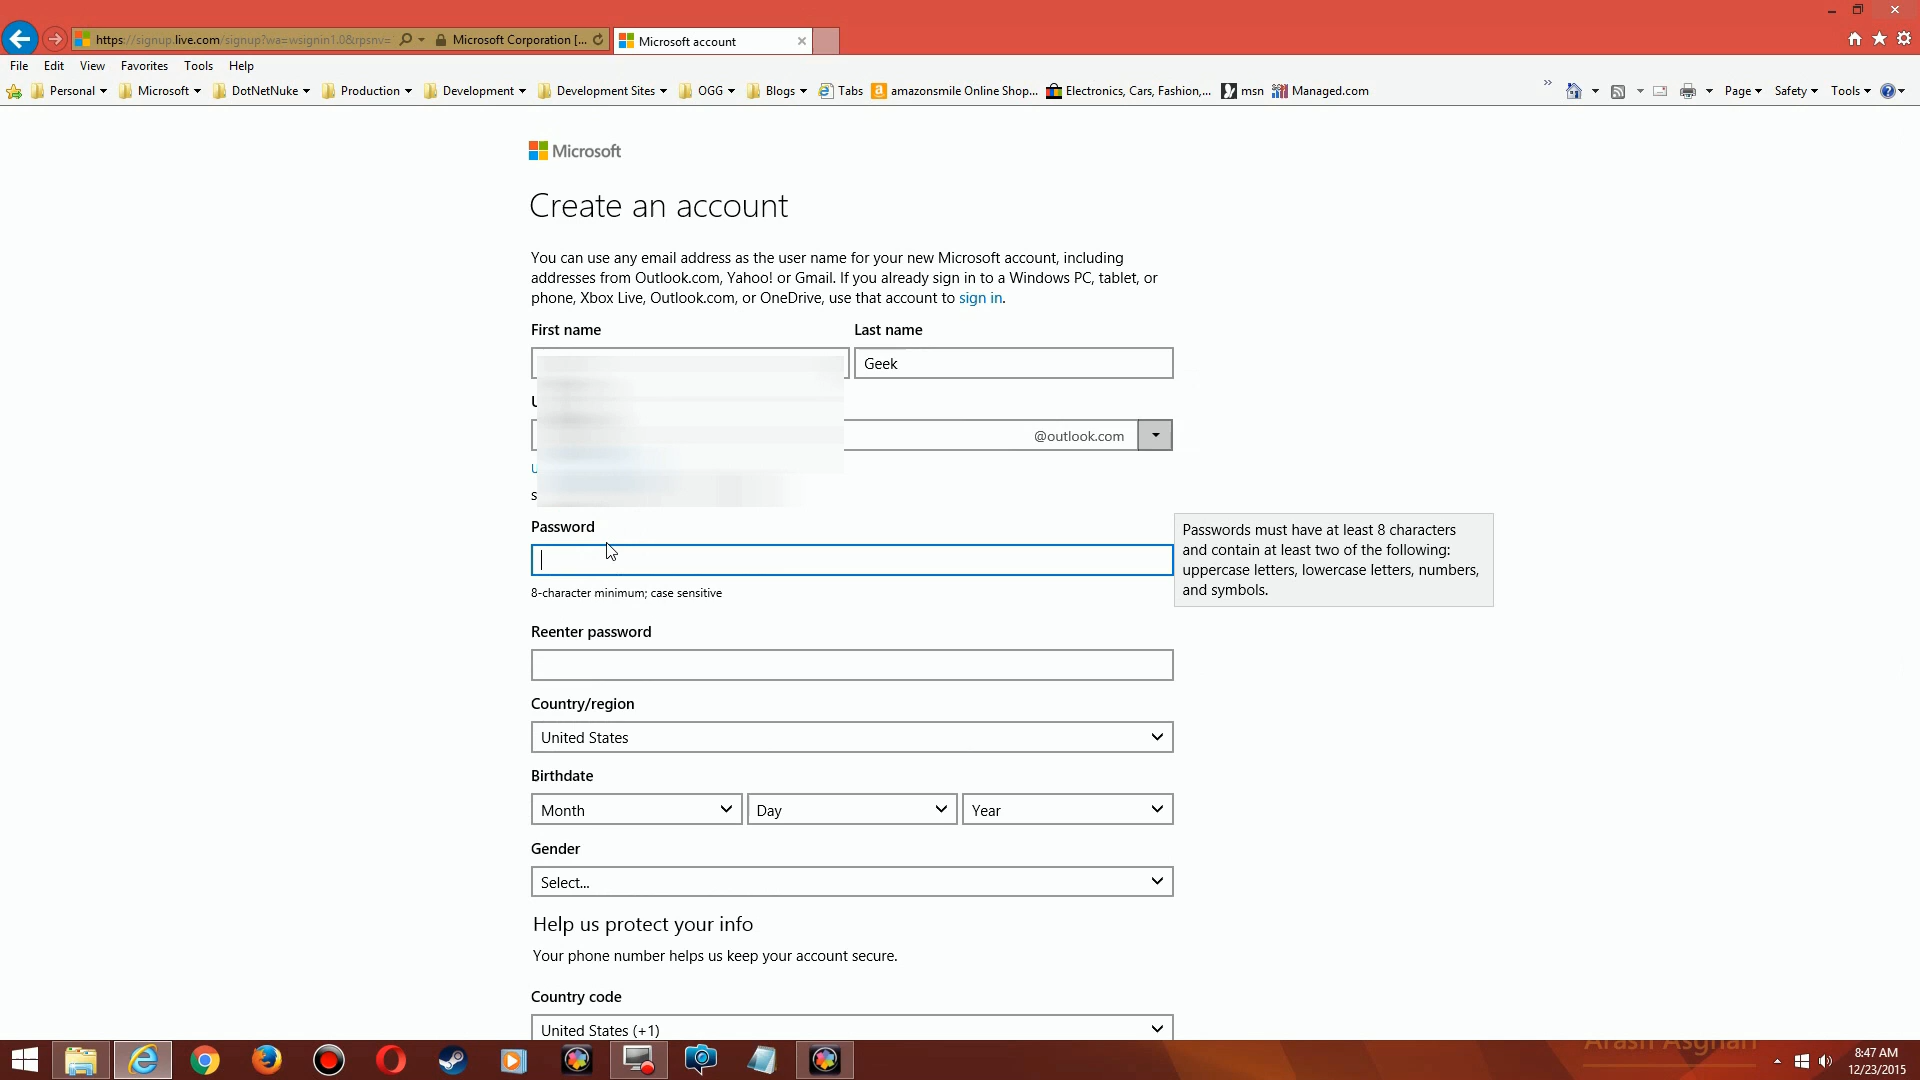 https://signup.live.com/signup?wa=wsignin1.0&rpsnv=
Microsoft Corporation [...
Microsoft account
File Edit View Favorites Tools Help
Personal Microsoft DotNetNuke Production Development Development Sites OGG Blogs Tabs amazonsmile Online Shop... Electronics, Cars, Fashion,... msn Managed.com
Page Safety Tools
Microsoft
Create an account
You can use any email address as the user name for your new Microsoft account, including
addresses from Outlook.com, Yahoo! or Gmail. If you already sign in to a Windows PC, tablet, or
phone, Xbox Live, Outlook.com, or OneDrive, use that account to sign in.
First name Last name
Geek
@outlook.com
Password
Passwords must have at least 8 characters
and contain at least two of the following:
uppercase letters, lowercase letters, numbers,
and symbols.
8-character minimum; case sensitive
Reenter password
Country/region
United States
Birthdate
Month Day Year
Gender
Select...
Help us protect your info
Your phone number helps us keep your account secure.
Country code
United States (+1)
Arash Asghari
8:47 AM
12/23/2015